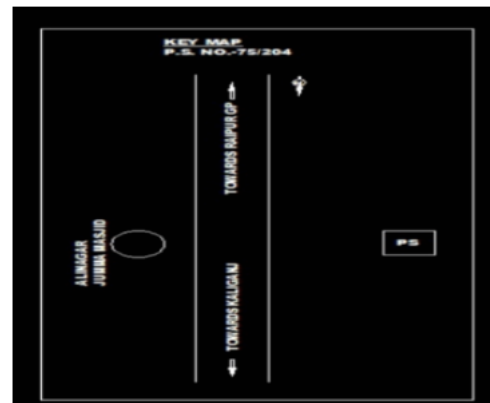 KEY MAP
P.S. NO.-75/204
TOWARDS RAIPUR GP
ALINAGAR
JUMMA MASJID
PS
TOWARDS KALIGANJ